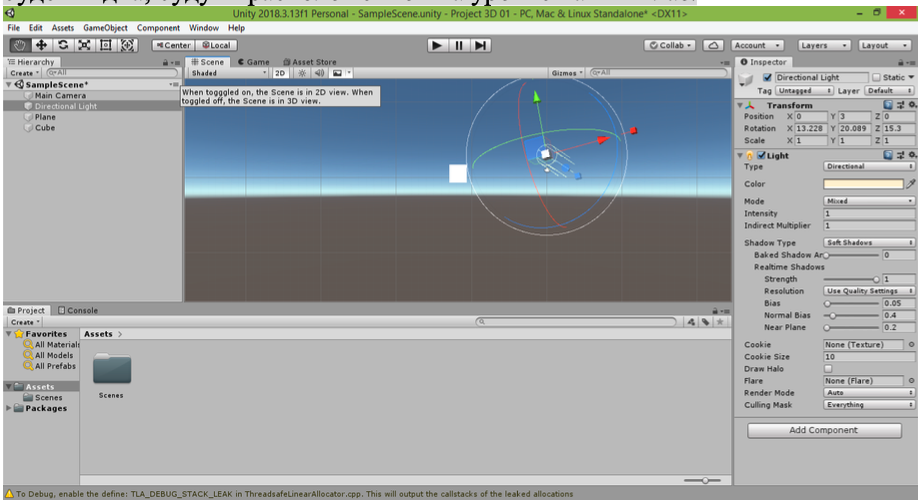 Unity 2018.3.13f1 Personal - SampleScene.unity - Project 3D 01 - PC, Mac & Linux Standalone* <DX11>
File Edit Assets GameObject Component Window Help
Center Local Collab Account Layers Layout
Hierarchy
Create All
SampleScene*
Main Camera
Directional Light
Plane
Cube
Scene Game Asset Store
Shaded 2D Gizmos All
When togggled on, the Scene is in 2D view. When
toggled off, the Scene is in 3D view.
Inspector
Directional Light Static
Tag Untagged Layer Default
Transform
Position X 0 Y 3 Z 0
Rotation X 13.228 Y 20.089 Z 15.3
Scale X 1 Y 1 Z 1
Light
Type Directional
Color
Mode Mixed
Intensity 1
Indirect Multiplier 1
Shadow Type Soft Shadows
Baked Shadow An 0
Realtime Shadows
Strength 1
Resolution Use Quality Settings
Bias 0.05
Normal Bias 0.4
Near Plane 0.2
Cookie None (Texture)
Cookie Size 10
Draw Halo
Flare None (Flare)
Render Mode Auto
Culling Mask Everything
Add Component
Project Console
Create
Favorites
All Materials
All Models
All Prefabs
Assets
Scenes
Packages
Assets >
Scenes
To Debug, enable the define: TLA_DEBUG_STACK_LEAK in ThreadsafeLinearAllocator.cpp. This will output the callstacks of the leaked allocations